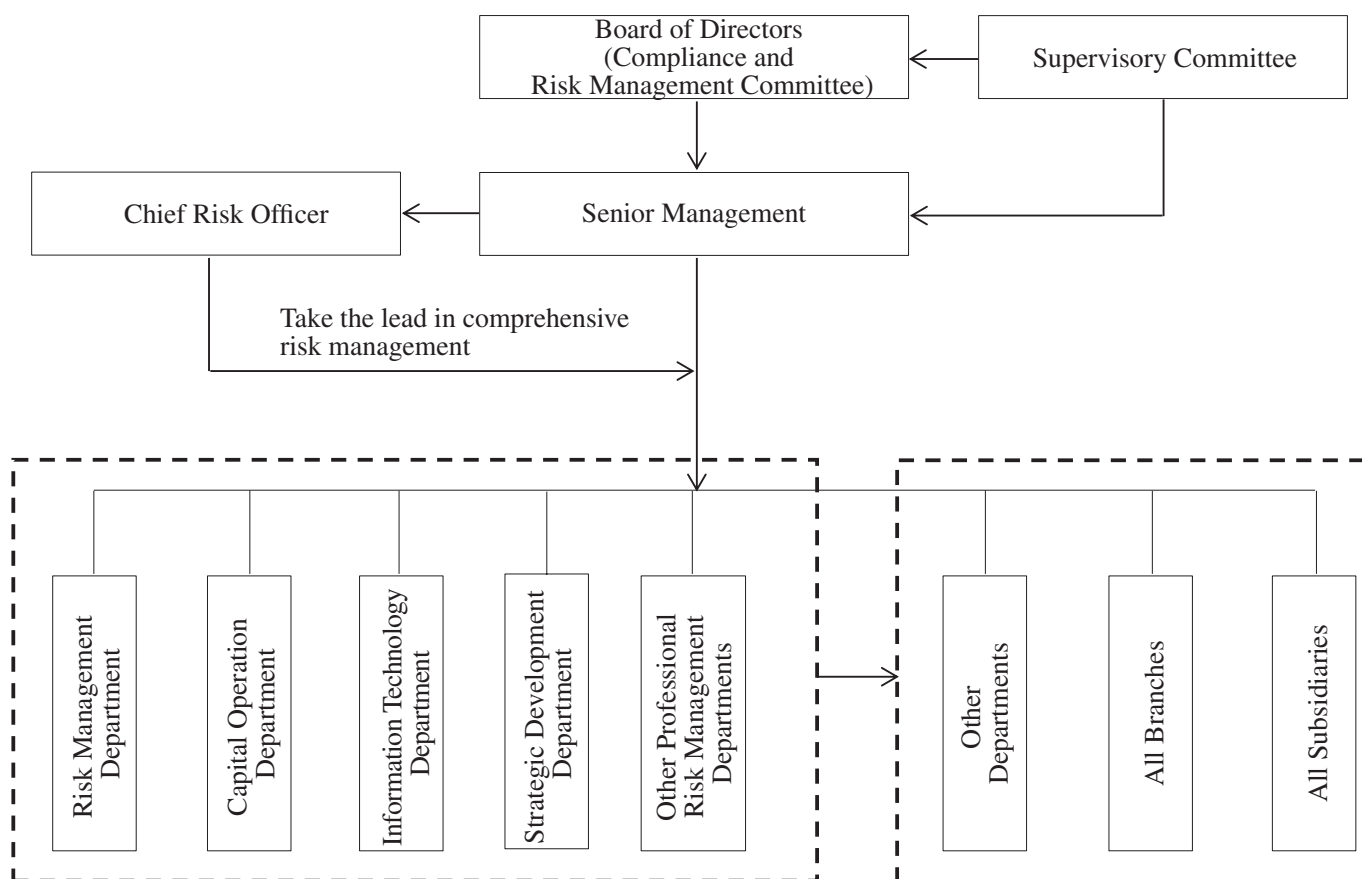 Board of Directors
(Compliance and
Risk Management Committee)
Supervisory Committee
Chief Risk Officer
Senior Management
Take the lead in comprehensive
risk management
Risk Management
Department
Capital Operation
Department
Information Technology
Department
Strategic Development
Department
Other Professional
Risk Management
Departments
Other
Departments
All Branches
All Subsidiaries